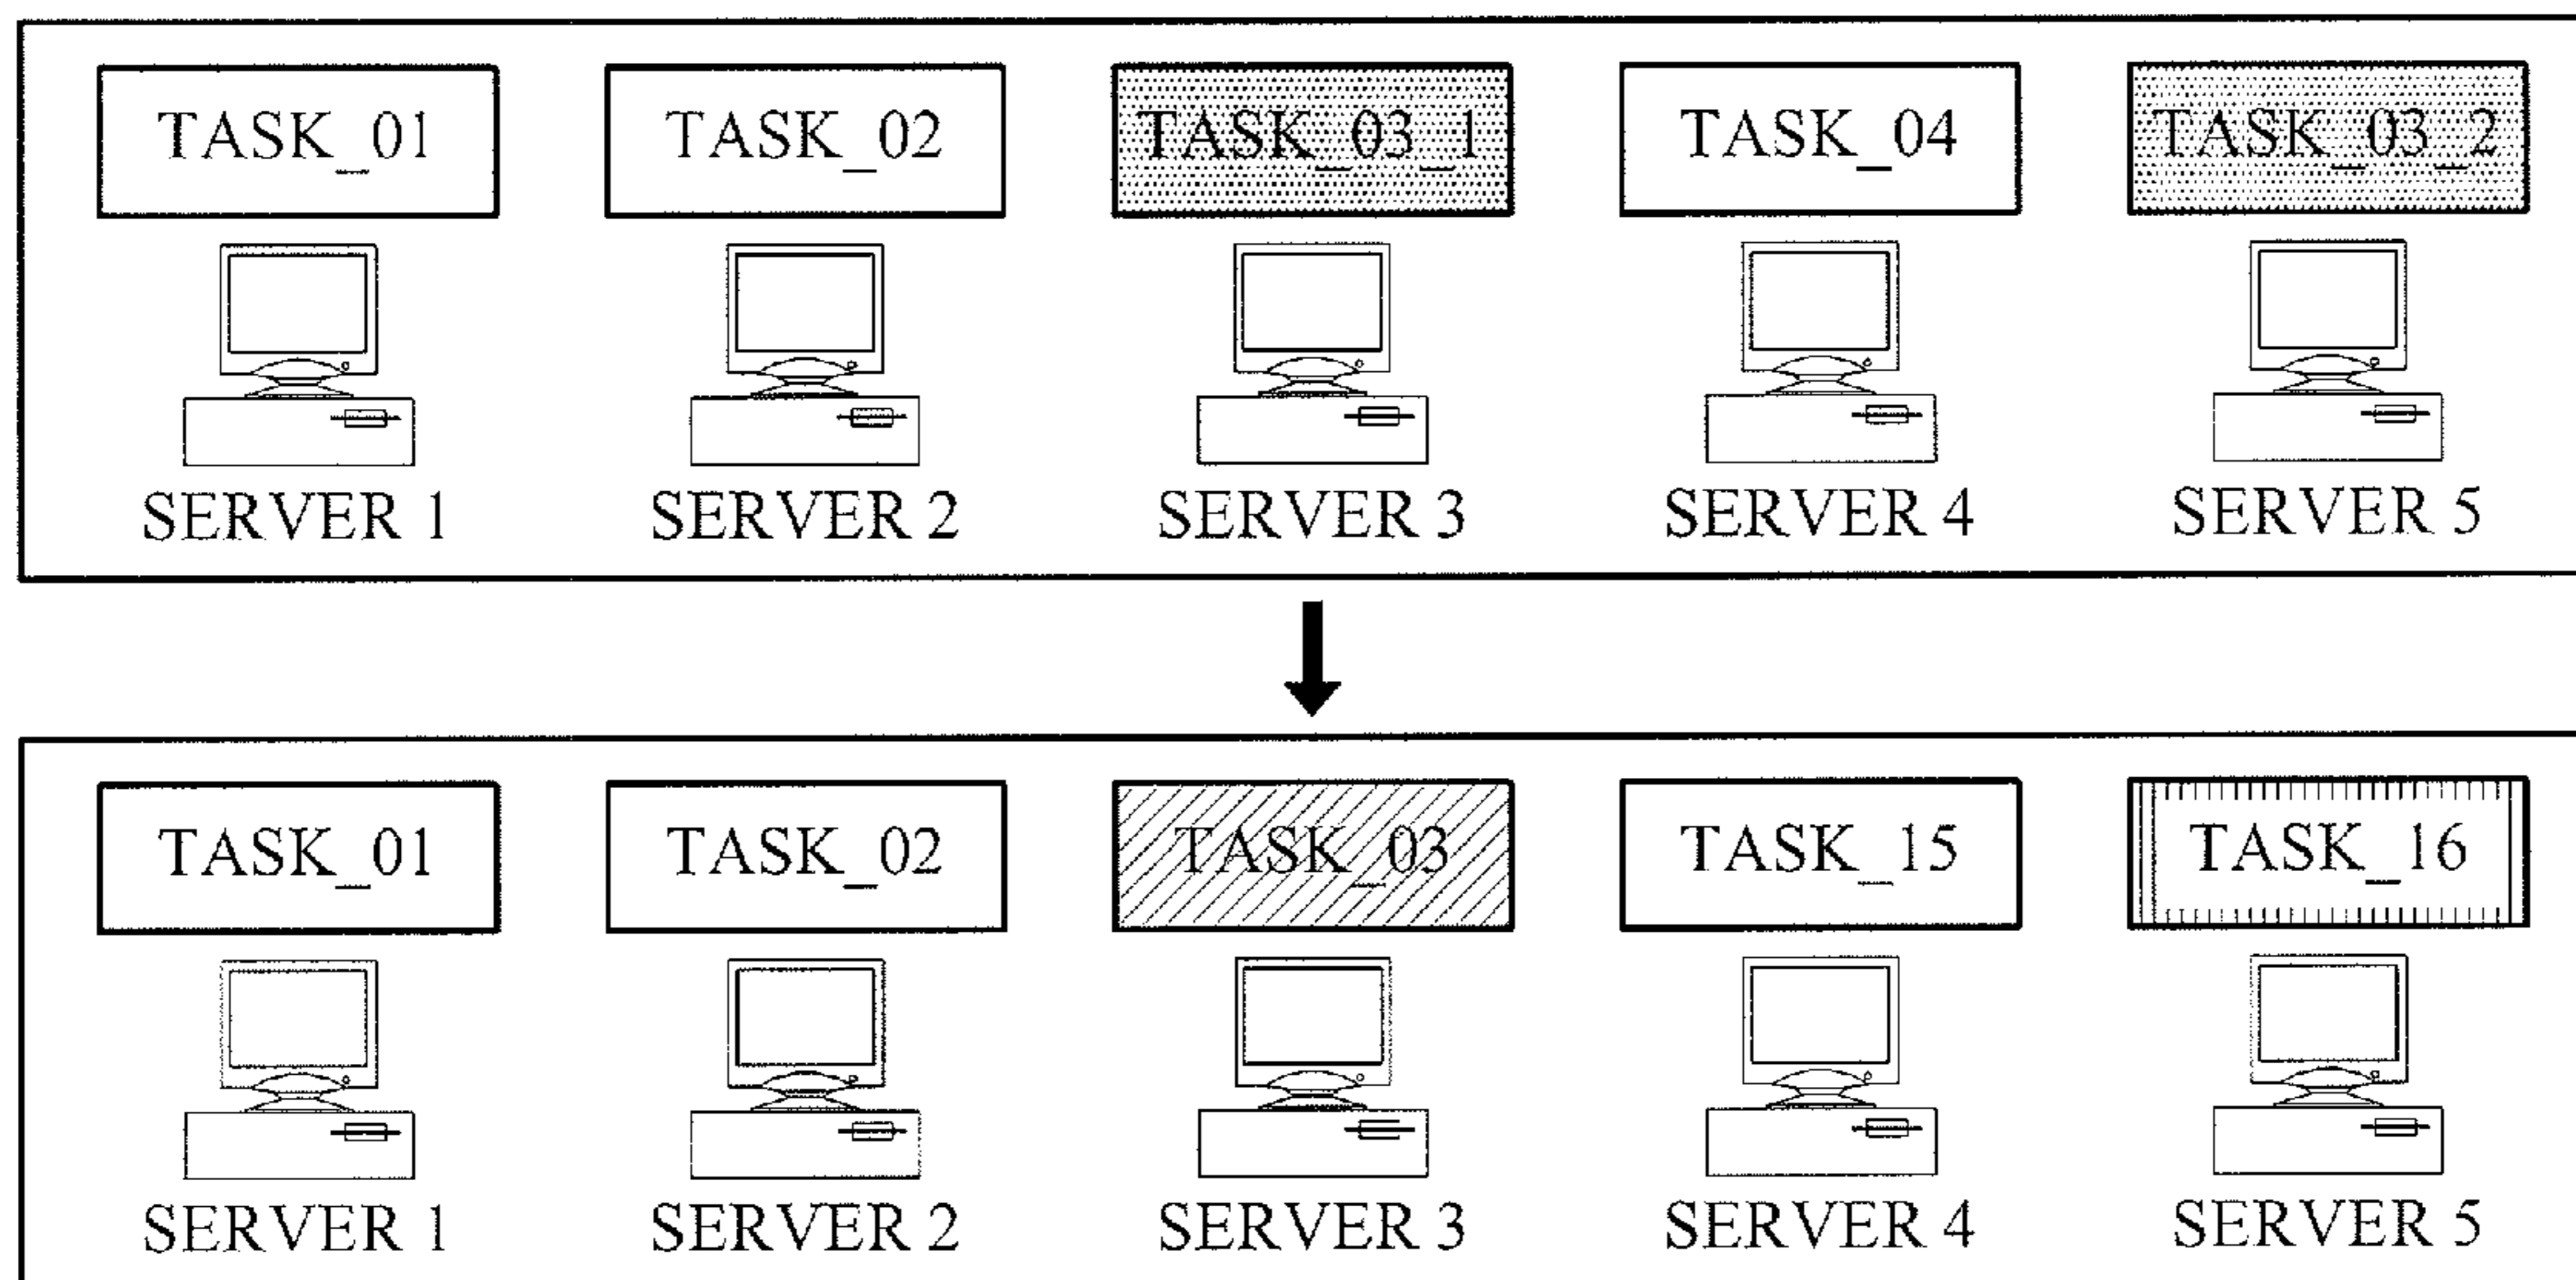 TASK_01 TASK_02 TASK_03_1 TASK_04 TASK_03_2
SERVER 1 SERVER 2 SERVER 3 SERVER 4 SERVER 5
TASK_01 TASK_02 TASK_03 TASK_15 TASK_16
SERVER 1 SERVER 2 SERVER 3 SERVER 4 SERVER 5